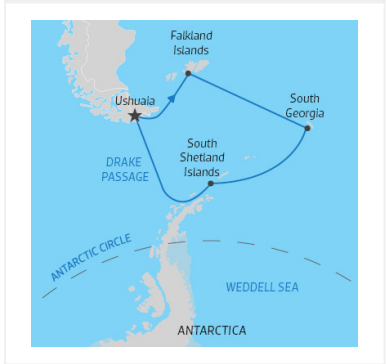 Falkland
Islands
Ushuaia
South
Georgia
South
Shetland
Islands
DRAKE
PASSAGE
ANTARCTIC CIRCLE
WEDDELL SEA
ANTARCTICA